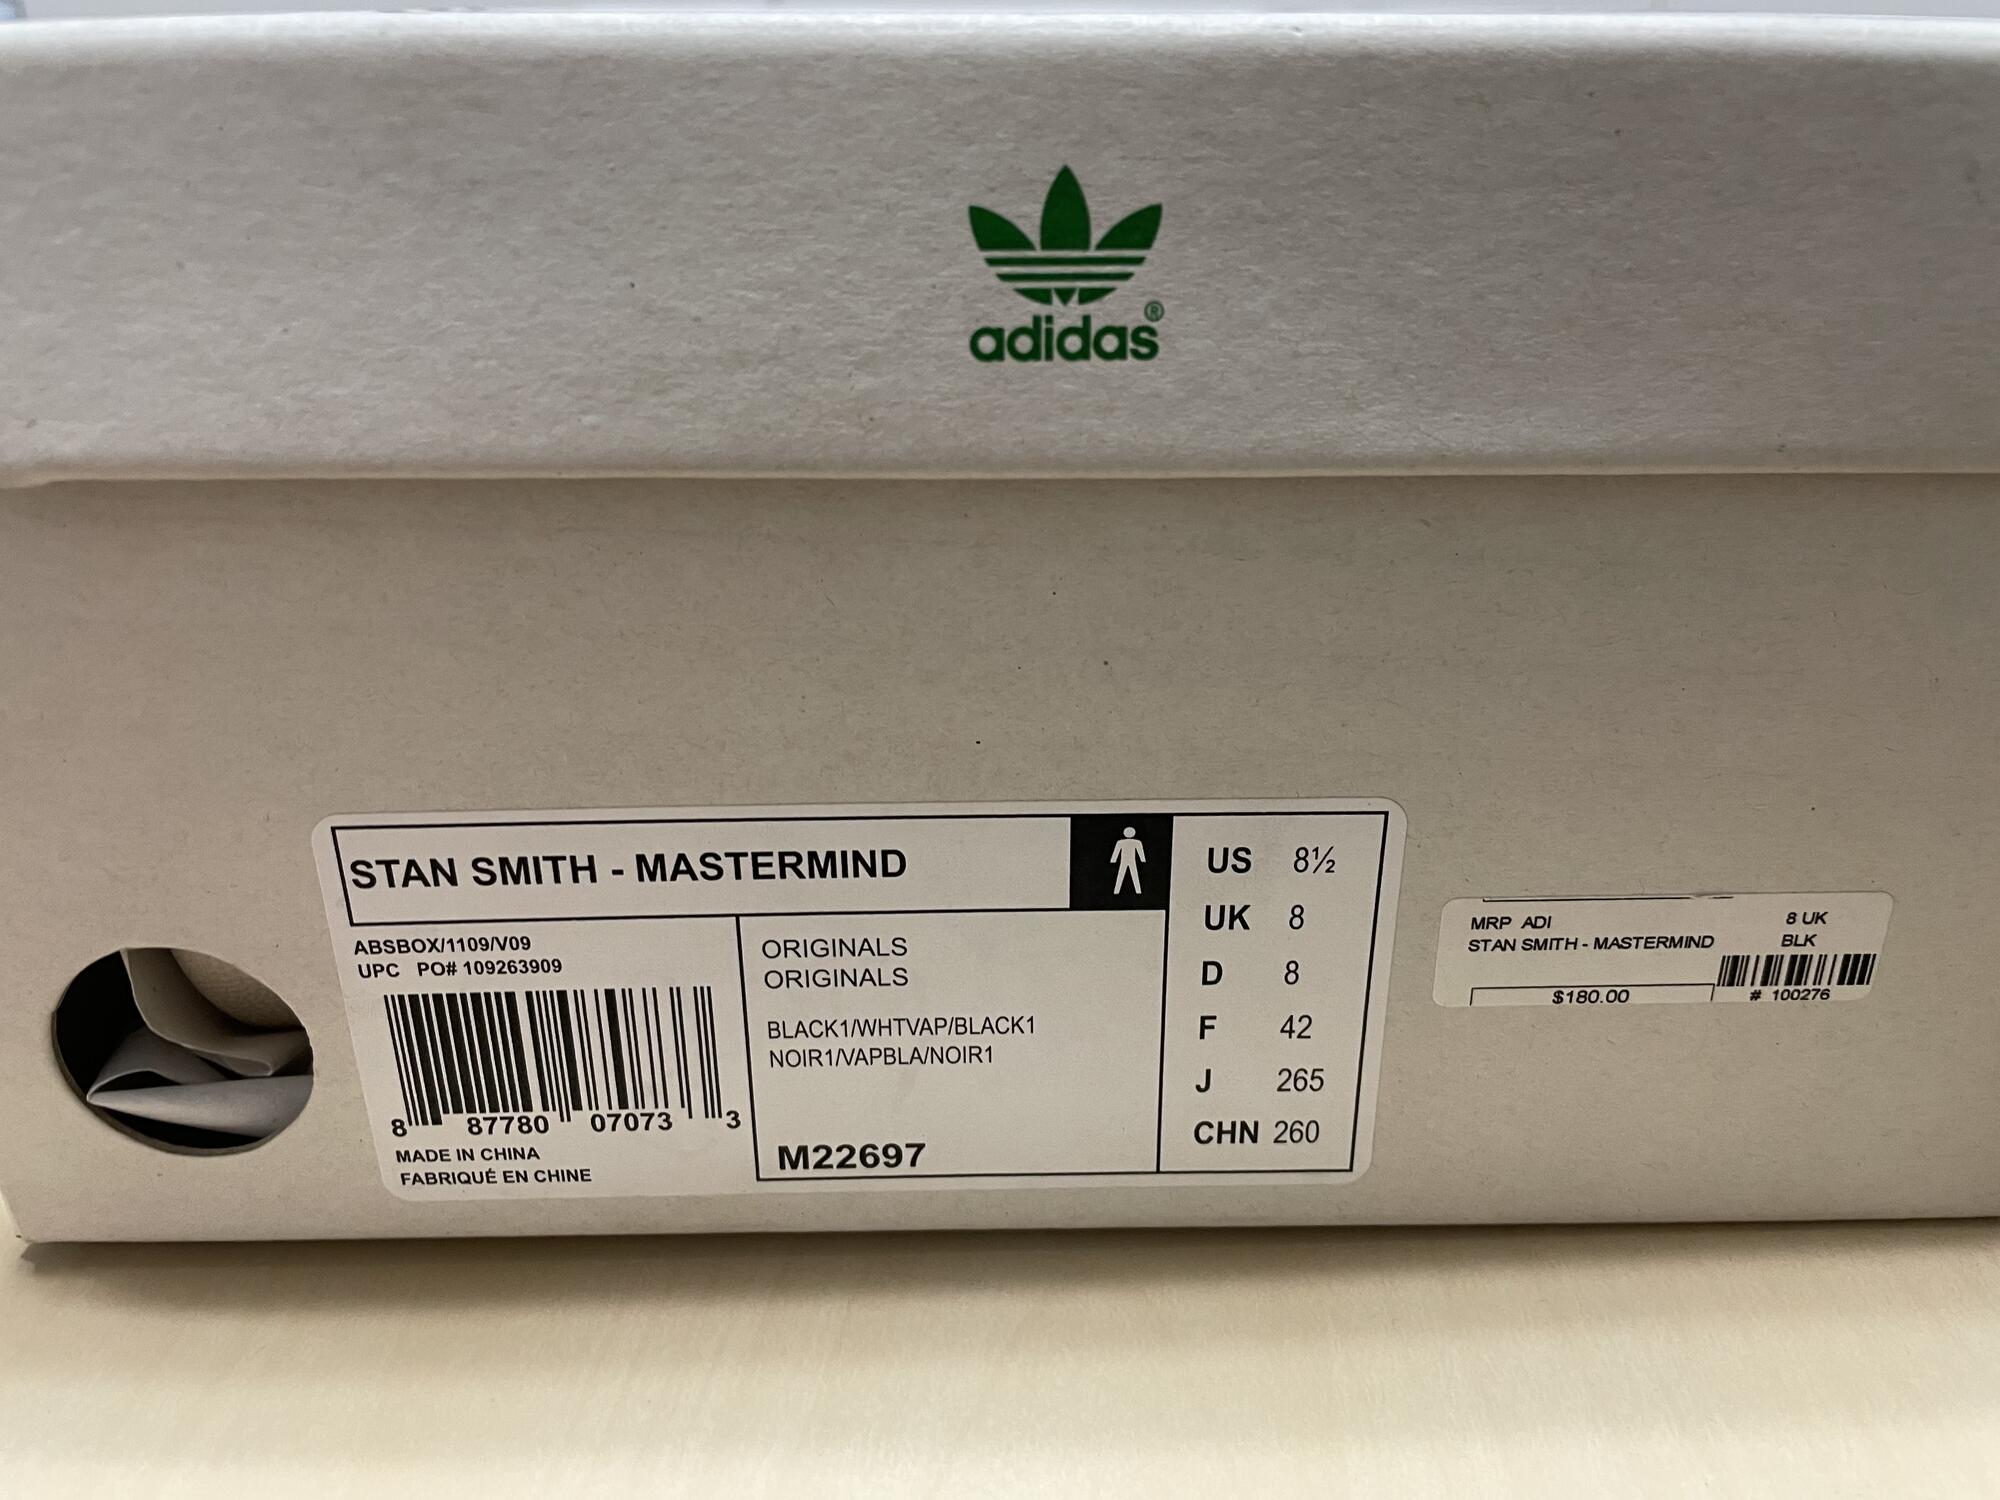 adidas®
STAN SMITH - MASTERMIND
ABSBOX/1109/V09
UPC PO# 109263909
8 87780 07073 3
MADE IN CHINA
FABRIQUÉ EN CHINE
ORIGINALS
ORIGINALS
BLACK1/WHTVAP/BLACK1
NOIR1/VAPBLA/NOIR1
M22697
US 8½
UK 8
D 8
F 42
J 265
CHN 260
MRP ADI 8 UK
STAN SMITH - MASTERMIND BLK
$180.00 # 100276